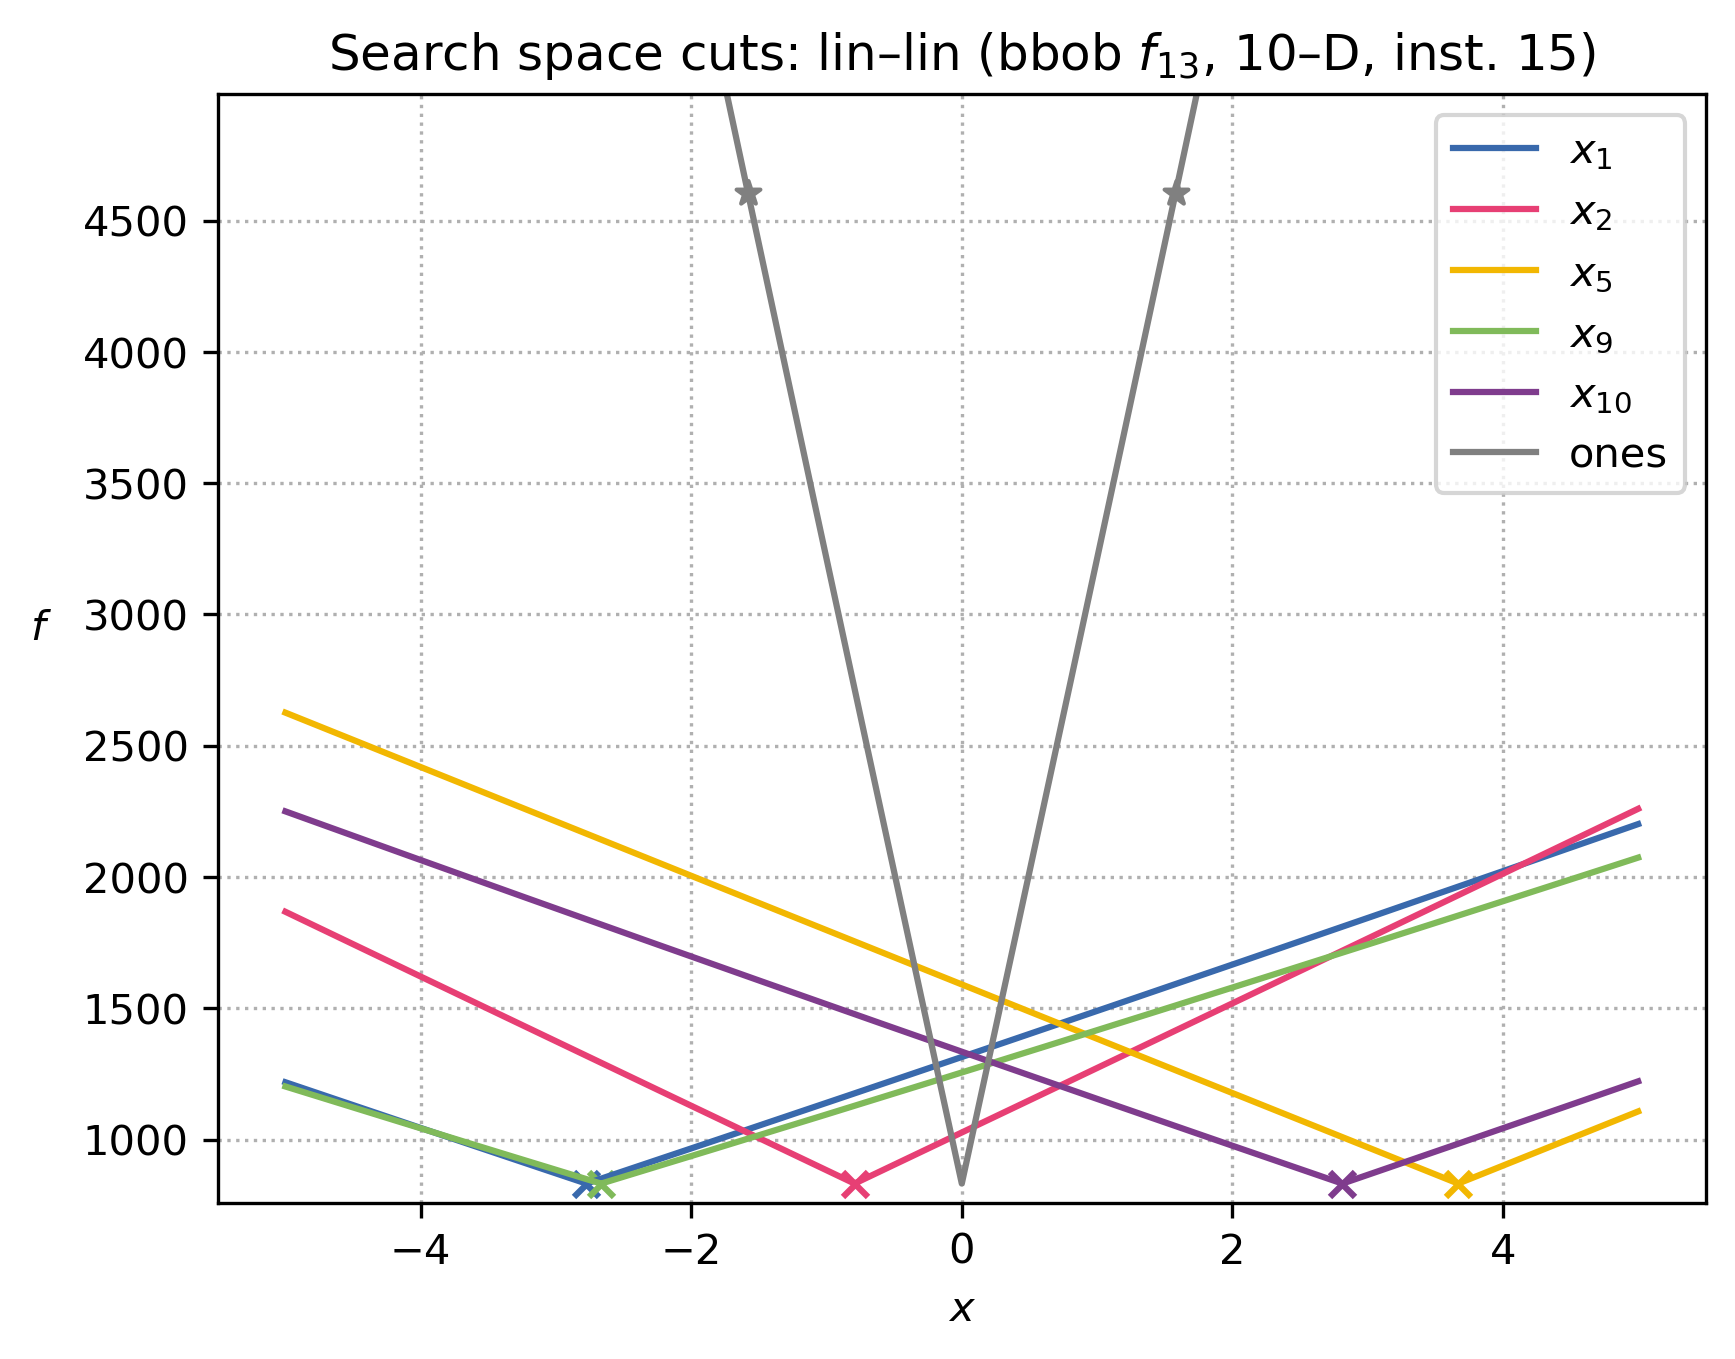 Search space cuts: lin–lin (bbob f13, 10–D, inst. 15)
x1
x2
x5
x9
x10
ones
4500
4000
3500
3000
2500
2000
1500
1000
f
−4
−2
0
2
4
x